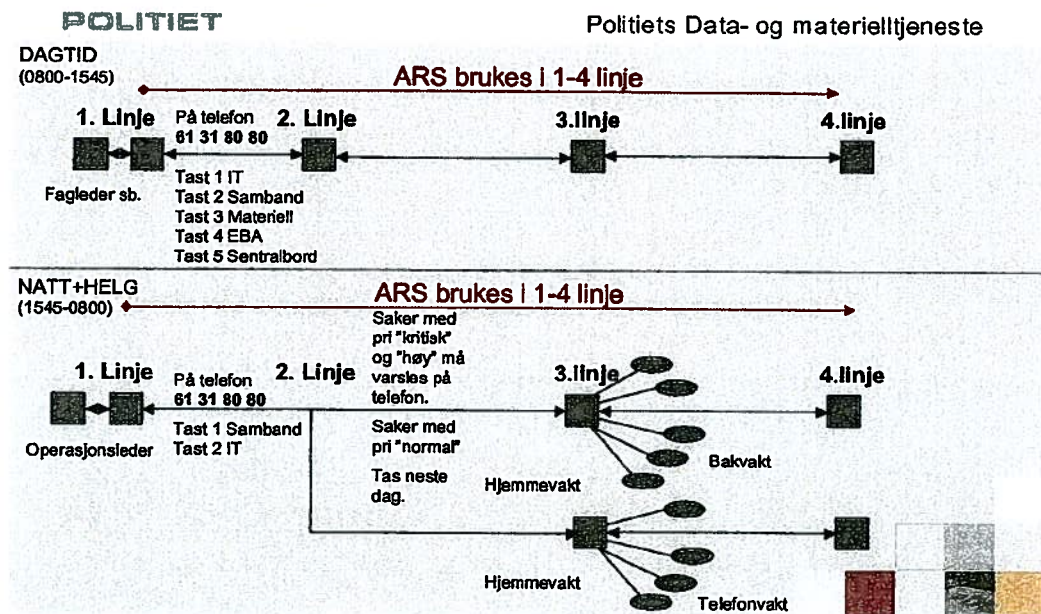 POLITIET
Politiets Data- og materielltjeneste
DAGTID
(0800-1545)
ARS brukes i 1-4 linje
1. Linje
På telefon
61 31 80 80
2. Linje
3.linje
4.linje
Fagleder sb.
Tast 1 IT
Tast 2 Samband
Tast 3 Materiell
Tast 4 EBA
Tast 5 Sentralbord
NATT+HELG
(1545-0800)
ARS brukes i 1-4 linje
1. Linje
På telefon
61 31 80 80
2. Linje
Saker med
pri "kritisk"
og "høy" må
varsles på
telefon.
3.linje
4.linje
Operasjonsleder
Tast 1 Samband
Tast 2 IT
Saker med
pri "normal"
Tas neste
dag.
Hjemmevakt
Bakvakt
Hjemmevakt
Telefonvakt